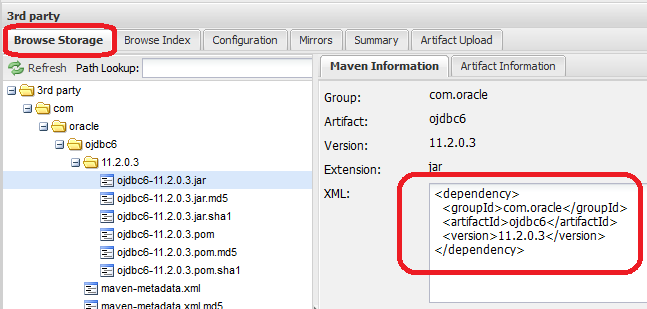 3rd party
Browse Storage Browse Index Configuration Mirrors Summary Artifact Upload
Refresh Path Lookup:
3rd party
com
oracle
ojdbc6
11.2.0.3
ojdbc6-11.2.0.3.jar
ojdbc6-11.2.0.3.jar.md5
ojdbc6-11.2.0.3.jar.sha1
ojdbc6-11.2.0.3.pom
ojdbc6-11.2.0.3.pom.md5
ojdbc6-11.2.0.3.pom.sha1
maven-metadata.xml
maven-metadata.xml.md5
Maven Information Artifact Information
Group: com.oracle
Artifact: ojdbc6
Version: 11.2.0.3
Extension: jar
XML:
<dependency>
<groupId>com.oracle</groupId>
<artifactId>ojdbc6</artifactId>
<version>11.2.0.3</version>
</dependency>